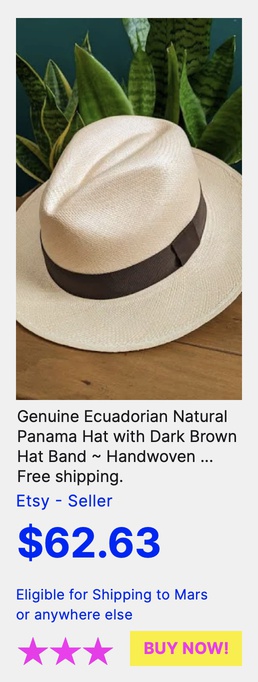 Genuine Ecuadorian Natural
Panama Hat with Dark Brown
Hat Band ~ Handwoven ...
Free shipping.
Etsy - Seller
$62.63
Eligible for Shipping to Mars
or anywhere else
BUY NOW!